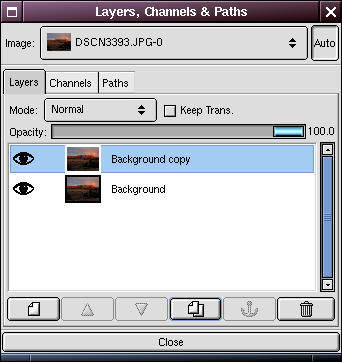 Layers, Channels & Paths
Image: DSCN3393.JPG-0 Auto
Layers Channels Paths
Mode: Normal Keep Trans.
Opacity: 100.0
Background copy
Background
Close